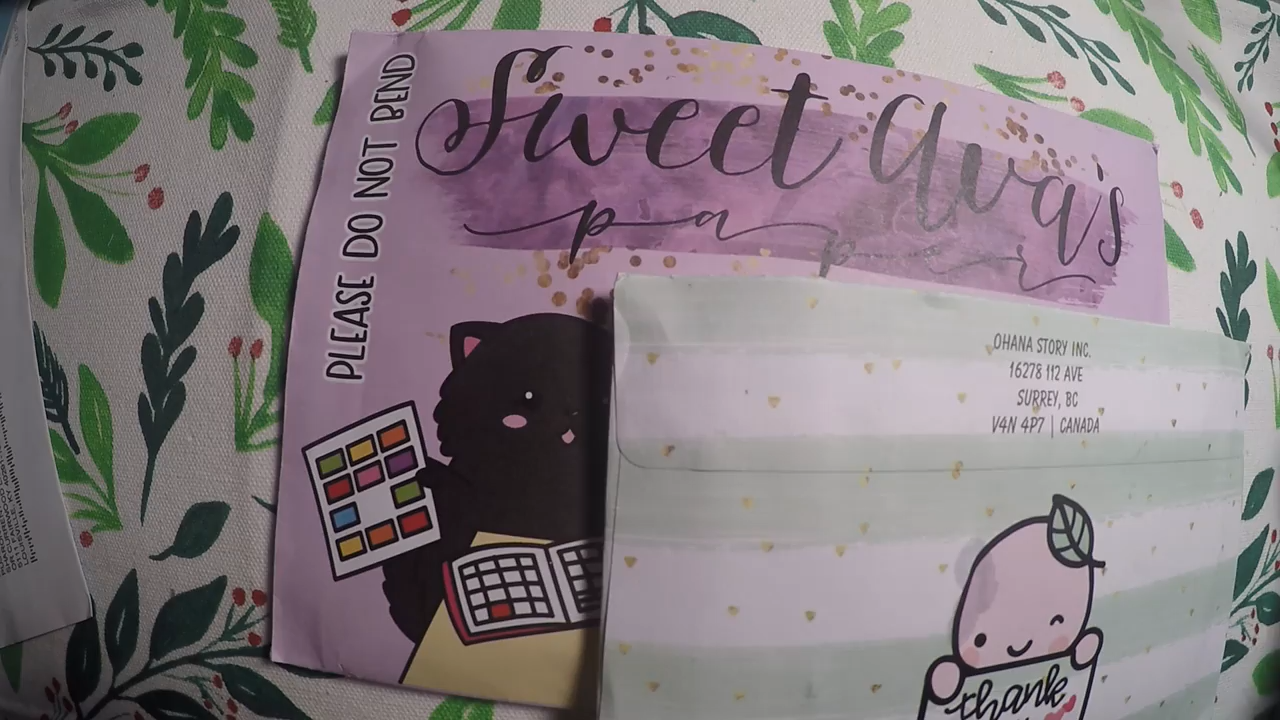 PLEASE DO NOT BEND
Sweet Ava's
paper
OHANA STORY INC.
16278 112 AVE
SURREY, BC
V4N 4P7 | CANADA
thank